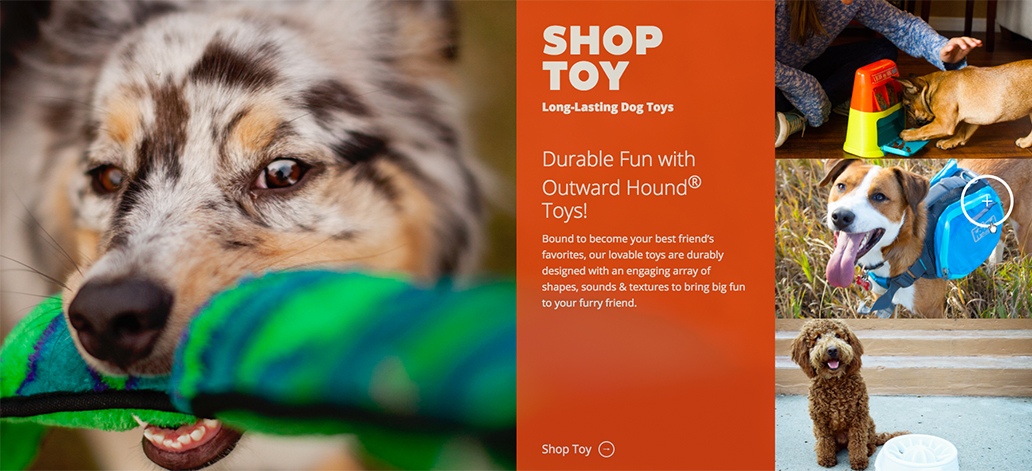 SHOP
TOY
Long-Lasting Dog Toys
Durable Fun with
Outward Hound®
Toys!
Bound to become your best friend's
favorites, our lovable toys are durably
designed with an engaging array of
shapes, sounds & textures to bring big fun
to your furry friend.
Shop Toy